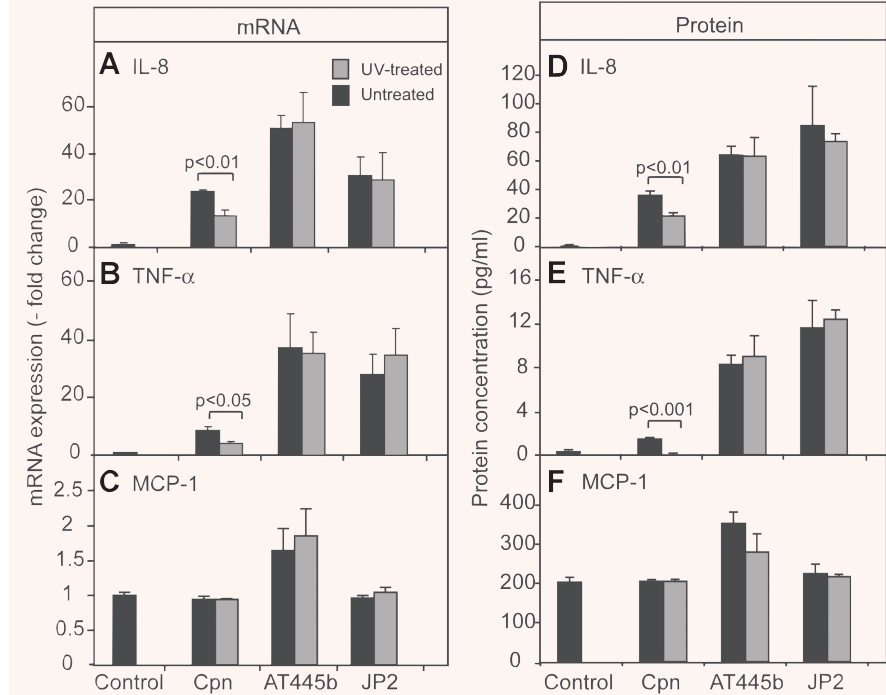 mRNA
Protein
A IL-8
UV-treated
Untreated
60
40
20
0
p<0.01
B TNF-α
60
40
20
0
p<0.05
C MCP-1
2.5
2
1.5
1
0.5
0
Control Cpn AT445b JP2
mRNA expression (- fold change)
D IL-8
120
100
80
60
40
20
0
p<0.01
E TNF-α
16
12
8
4
0
p<0.001
F MCP-1
400
300
200
100
0
Control Cpn AT445b JP2
Protein concentration (pg/ml)